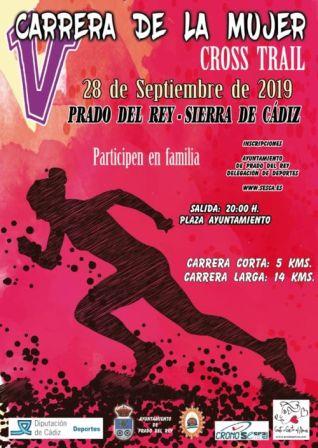 V CARRERA DE LA MUJER
CROSS TRAIL
28 de Septiembre de 2019
PRADO DEL REY - SIERRA DE CÁDIZ
Participen en familia
INSCRIPCIONES
AYUNTAMIENTO
DE PRADO DEL REY
DELEGACIÓN DE DEPORTES
WWW.SESCA.ES
SALIDA: 20:00 H.
PLAZA AYUNTAMIENTO
CARRERA CORTA: 5 KMS.
CARRERA LARGA: 14 KMS.
Diputación
de Cádiz
Deportes
AYUNTAMIENTO
DE
PRADO DEL REY